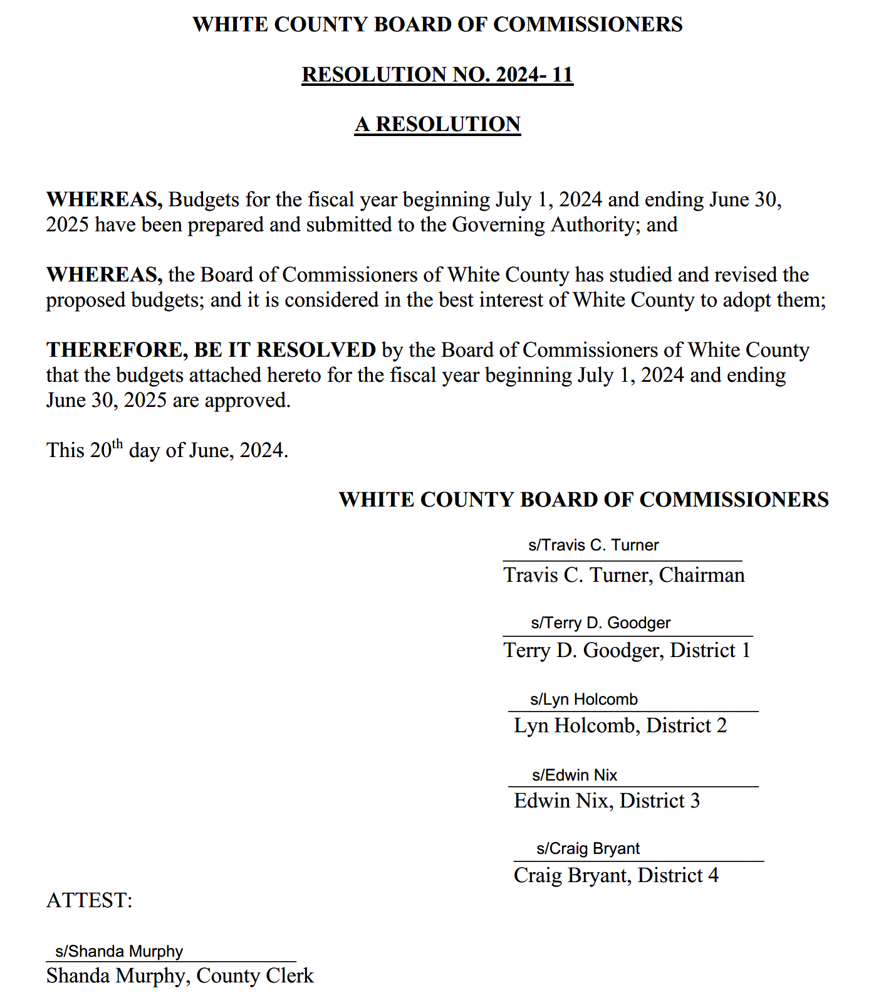 WHITE COUNTY BOARD OF COMMISSIONERS
RESOLUTION NO. 2024- 11
A RESOLUTION
WHEREAS, Budgets for the fiscal year beginning July 1, 2024 and ending June 30,
2025 have been prepared and submitted to the Governing Authority; and
WHEREAS, the Board of Commissioners of White County has studied and revised the
proposed budgets; and it is considered in the best interest of White County to adopt them;
THEREFORE, BE IT RESOLVED by the Board of Commissioners of White County
that the budgets attached hereto for the fiscal year beginning July 1, 2024 and ending
June 30, 2025 are approved.
This 20th day of June, 2024.
WHITE COUNTY BOARD OF COMMISSIONERS
s/Travis C. Turner
Travis C. Turner, Chairman
s/Terry D. Goodger
Terry D. Goodger, District 1
s/Lyn Holcomb
Lyn Holcomb, District 2
s/Edwin Nix
Edwin Nix, District 3
s/Craig Bryant
Craig Bryant, District 4
ATTEST:
s/Shanda Murphy
Shanda Murphy, County Clerk